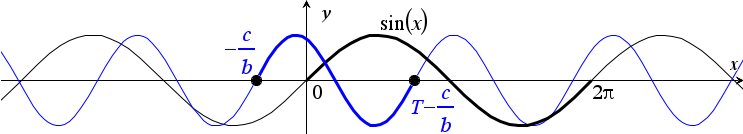 y
sin(x)
−c/b
x
0
2π
T−c/b